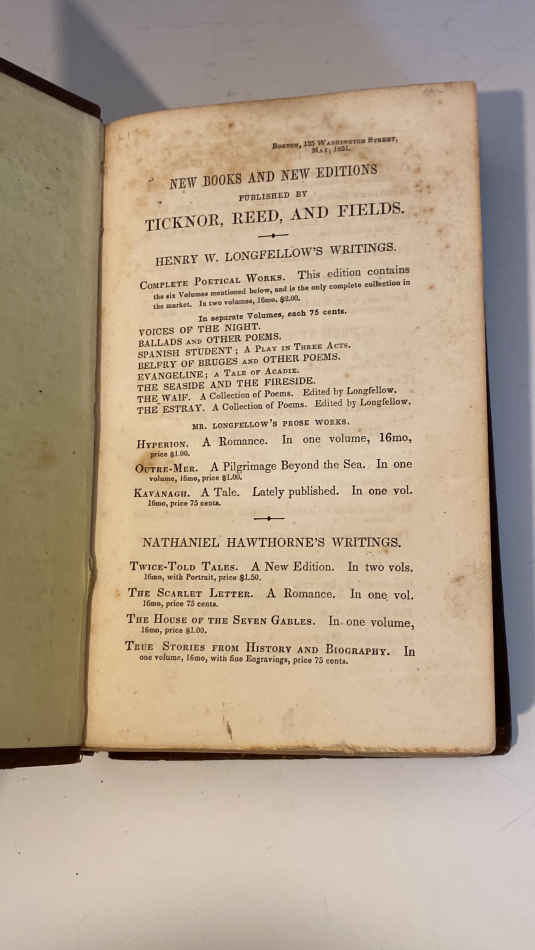 Boston, 135 Washington Street,
May, 1851.
NEW BOOKS AND NEW EDITIONS
PUBLISHED BY
TICKNOR, REED, AND FIELDS.
HENRY W. LONGFELLOW'S WRITINGS.
Complete Poetical Works. This edition contains
the six Volumes mentioned below, and is the only complete collection in
the market. In two volumes, 16mo, $2.00.
In separate Volumes, each 75 cents.
VOICES OF THE NIGHT.
BALLADS AND OTHER POEMS.
SPANISH STUDENT; A Play in Three Acts.
BELFRY OF BRUGES AND OTHER POEMS.
EVANGELINE; A Tale of Acadie.
THE SEASIDE AND THE FIRESIDE.
THE WAIF. A Collection of Poems. Edited by Longfellow.
THE ESTRAY. A Collection of Poems. Edited by Longfellow.
MR. LONGFELLOW'S PROSE WORKS.
Hyperion. A Romance. In one volume, 16mo,
price $1.00.
Outre-Mer. A Pilgrimage Beyond the Sea. In one
volume, 16mo, price $1.00.
Kavanagh. A Tale. Lately published. In one vol.
16mo, price 75 cents.
NATHANIEL HAWTHORNE'S WRITINGS.
Twice-Told Tales. A New Edition. In two vols.
16mo, with Portrait, price $1.50.
The Scarlet Letter. A Romance. In one vol.
16mo, price 75 cents.
The House of the Seven Gables. In one volume,
16mo, price $1.00.
True Stories from History and Biography. In
one volume, 16mo, with fine Engravings, price 75 cents.